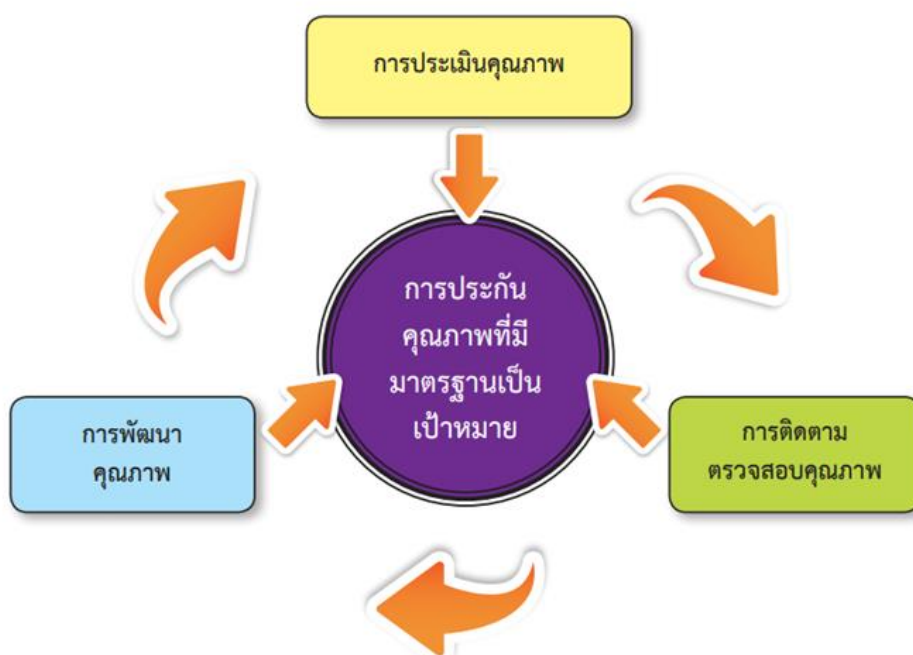 การประเมินคุณภาพ
การประกัน
คุณภาพที่มี
มาตรฐานเป็น
เป้าหมาย
การพัฒนา
คุณภาพ
การติดตาม
ตรวจสอบคุณภาพ